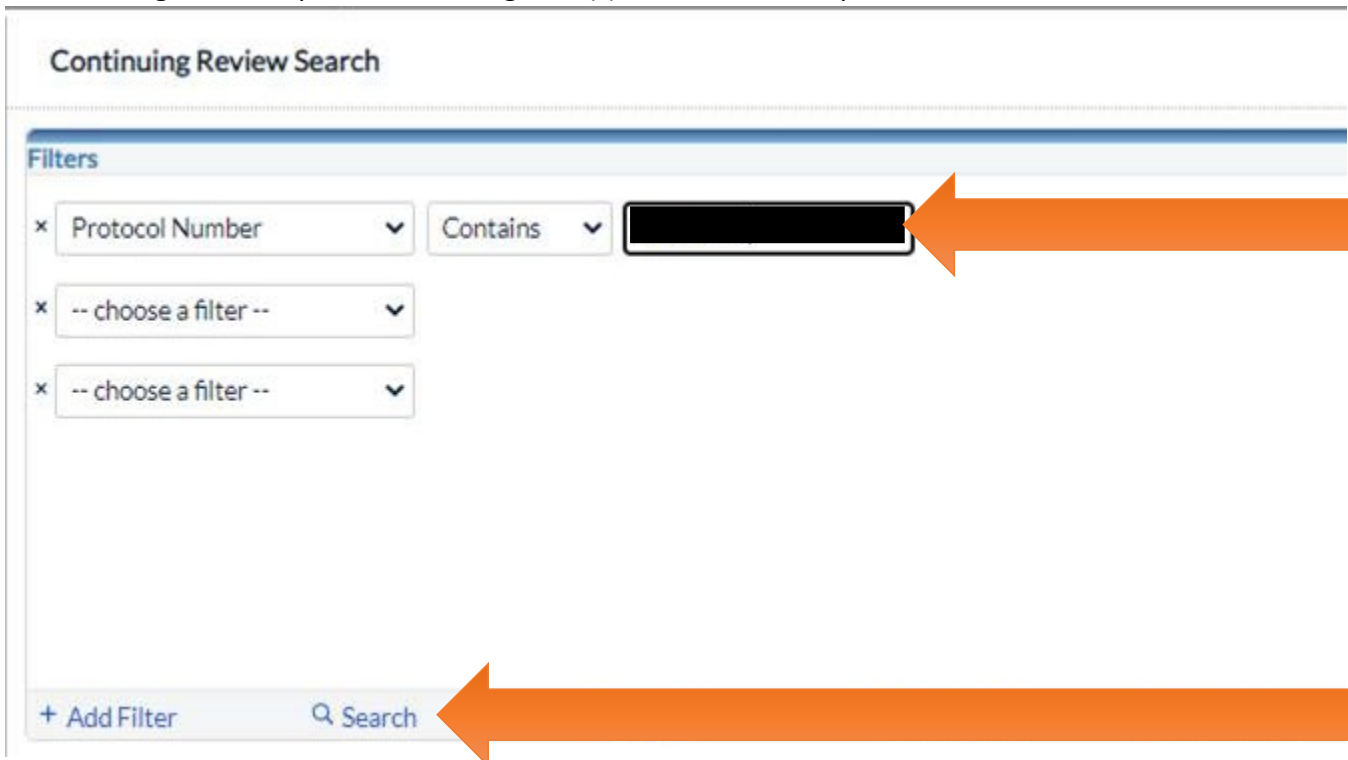 Continuing Review Search
Filters
× Protocol Number Contains
× -- choose a filter --
× -- choose a filter --
+ Add Filter Search